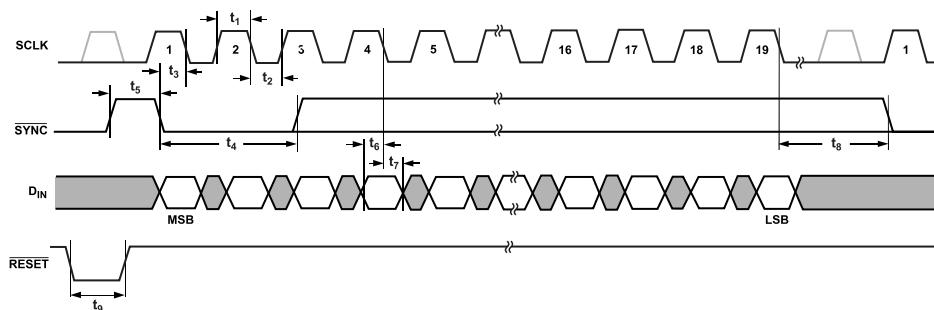 t1
SCLK
1 2 3 4 5 16 17 18 19 1
t3
t2
t5
SYNC
t4
t6
t7
t8
DIN
MSB
LSB
RESET
t9